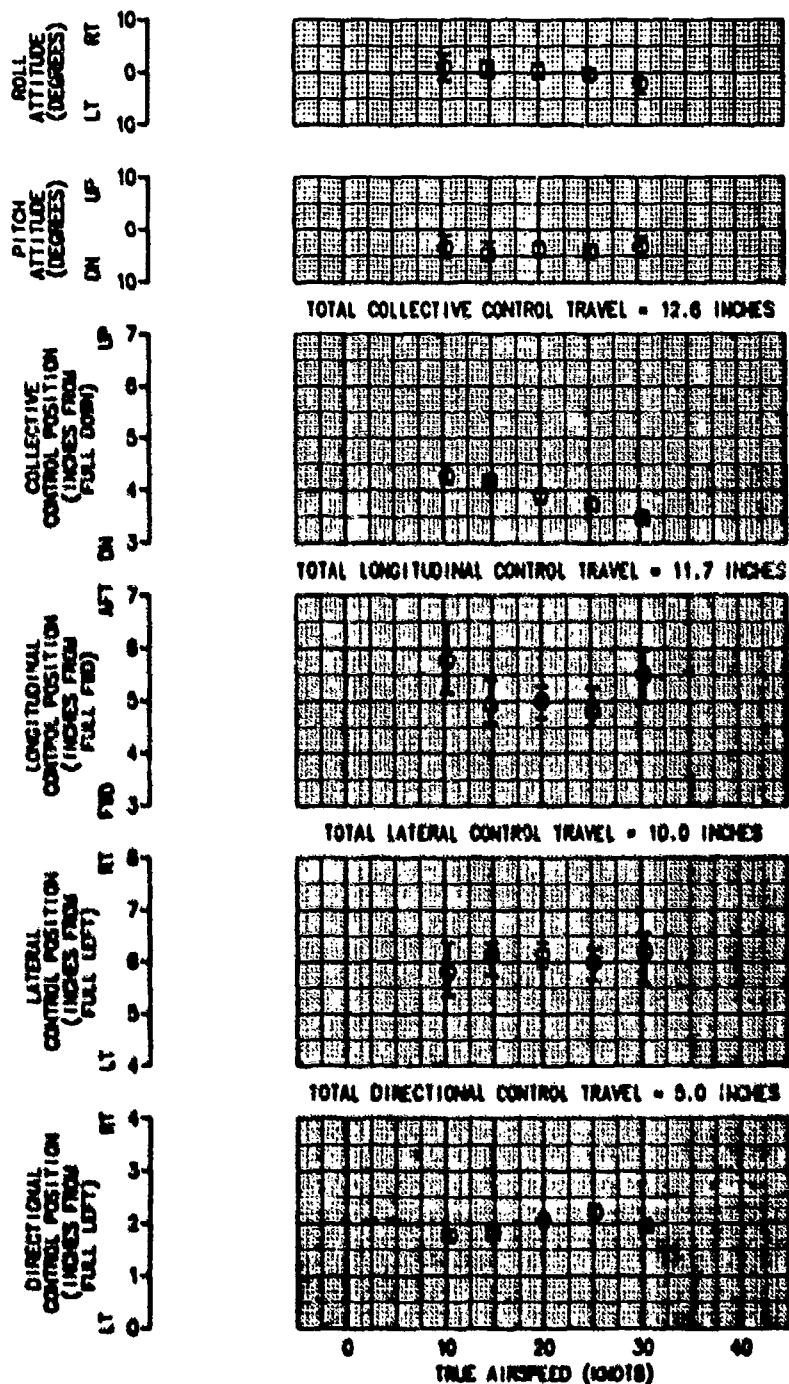 ROLL
ATTITUDE
(DEGREES)
LT RT
10
0
10
PITCH
ATTITUDE
(DEGREES)
DN UP
10
0
10
TOTAL COLLECTIVE CONTROL TRAVEL = 12.6 INCHES
COLLECTIVE
CONTROL POSITION
(INCHES FROM
FULL DOWN)
DN UP
7
6
5
4
3
TOTAL LONGITUDINAL CONTROL TRAVEL = 11.7 INCHES
LONGITUDINAL
CONTROL POSITION
(INCHES FROM
FULL FWD)
FWD AFT
7
6
5
4
3
TOTAL LATERAL CONTROL TRAVEL = 10.0 INCHES
LATERAL
CONTROL POSITION
(INCHES FROM
FULL LEFT)
LT RT
8
7
6
5
4
TOTAL DIRECTIONAL CONTROL TRAVEL = 5.0 INCHES
DIRECTIONAL
CONTROL POSITION
(INCHES FROM
FULL LEFT)
LT RT
4
3
2
1
0
0 10 20 30 40
TRUE AIRSPEED (KNOTS)